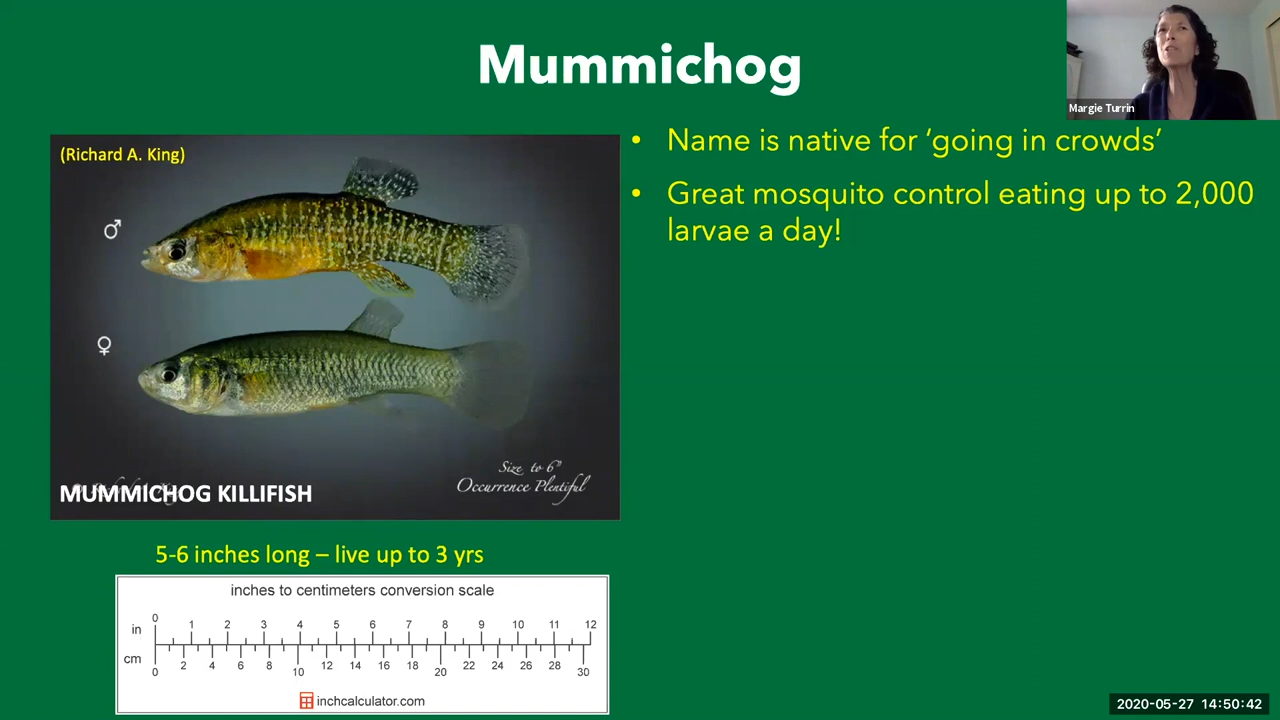 Mummichog
Margie Turrin
(Richard A. King)
♂
♀
Size to 6"
Occurrence Plentiful
MUMMICHOG KILLIFISH
• Name is native for ‘going in crowds’
• Great mosquito control eating up to 2,000
larvae a day!
5-6 inches long – live up to 3 yrs
inches to centimeters conversion scale
0 1 2 3 4 5 6 7 8 9 10 11 12
in
cm
0 2 4 6 8 10 12 14 16 18 20 22 24 26 28 30
inchcalculator.com
2020-05-27 14:50:42